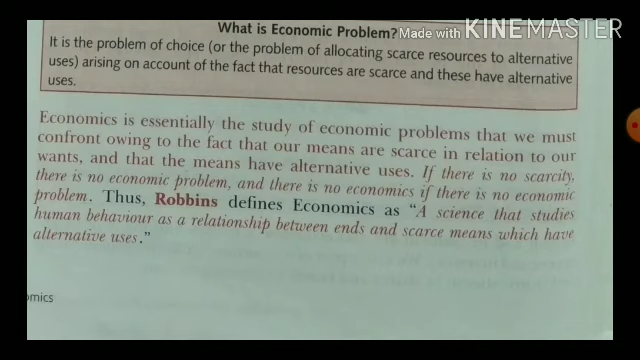 What is Economic Problem?
Made with KINEMASTER
It is the problem of choice (or the problem of allocating scarce resources to alternative
uses) arising on account of the fact that resources are scarce and these have alternative
uses.
Economics is essentially the study of economic problems that we must
confront owing to the fact that our means are scarce in relation to our
wants, and that the means have alternative uses. If there is no scarcity,
there is no economic problem, and there is no economics if there is no economic
problem. Thus, Robbins defines Economics as “A science that studies
human behaviour as a relationship between ends and scarce means which have
alternative uses.”
omics